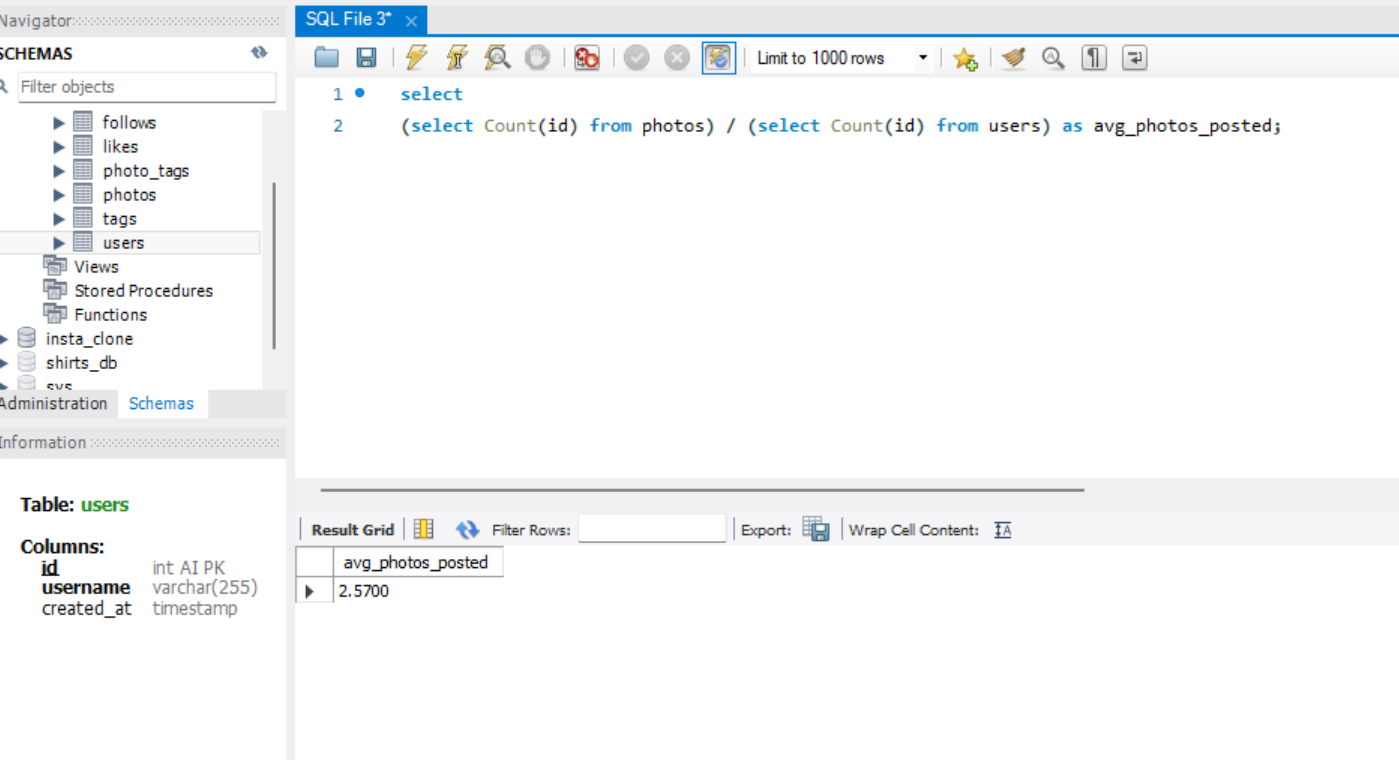 Navigator
SCHEMAS
Filter objects
follows
likes
photo_tags
photos
tags
users
Views
Stored Procedures
Functions
insta_clone
shirts_db
sys
Administration Schemas
Information
Table: users
Columns:
id int AI PK
username varchar(255)
created_at timestamp
SQL File 3*
Limit to 1000 rows
1 select
2 (select Count(id) from photos) / (select Count(id) from users) as avg_photos_posted;
Result Grid Filter Rows: Export: Wrap Cell Content: IA
avg_photos_posted
2.5700